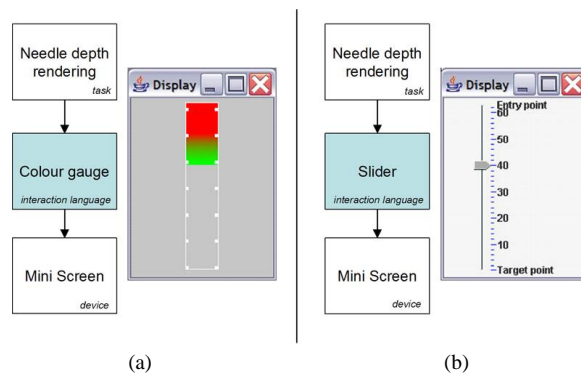 Needle depth
rendering
task
Colour gauge
interaction language
Mini Screen
device
Display
(a)
Needle depth
rendering
task
Slider
interaction language
Mini Screen
device
Display
Entry point
60
50
40
30
20
10
Target point
(b)